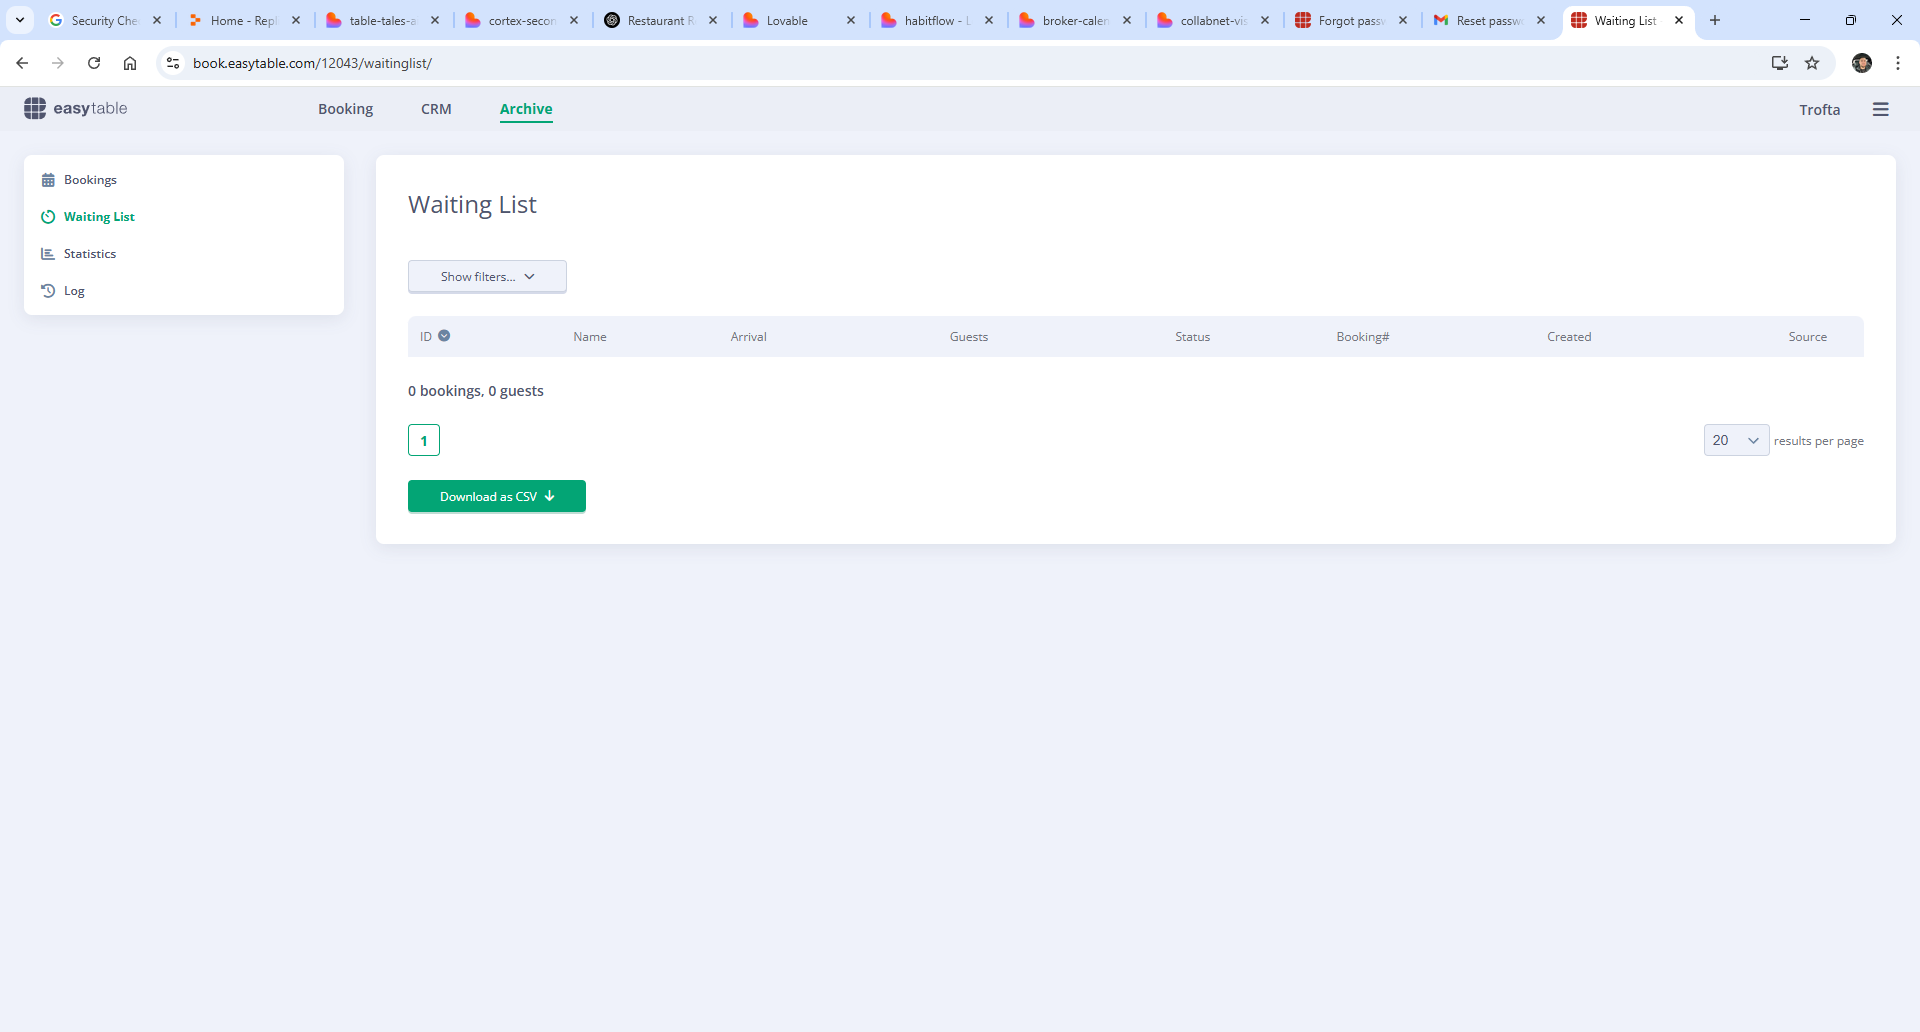 Security Che
Home - Repl
table-tales-a
cortex-secon
Restaurant R
Lovable
habitflow - L
broker-calen
collabnet-vis
Forgot passw
Reset passwo
Waiting List
book.easytable.com/12043/waitinglist/
easytable
Booking
CRM
Archive
Trofta
Bookings
Waiting List
Statistics
Log
Waiting List
Show filters...
ID Name Arrival Guests Status Booking# Created Source
0 bookings, 0 guests
1
20 results per page
Download as CSV